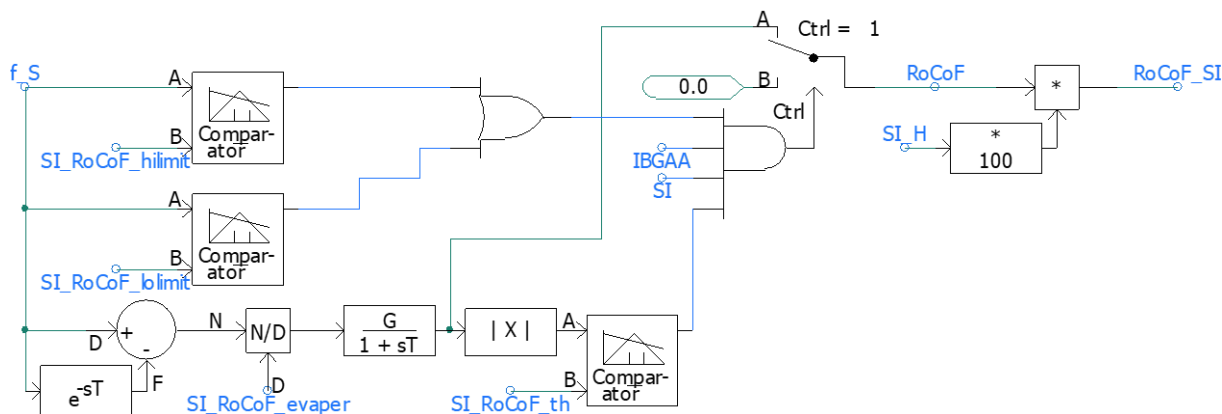 f_S
A
B
Compar-
ator
SI_RoCoF_hilimit
A
B
Compar-
ator
SI_RoCoF_lolimit
A
Ctrl = 1
B
0.0
Ctrl
IBGAA
SI
RoCoF
*
RoCoF_SI
SI_H
*
100
D
+
-
F
e-sT
N
N/D
D
SI_RoCoF_evaper
G
1 + sT
| X |
A
B
Compar-
ator
SI_RoCoF_th